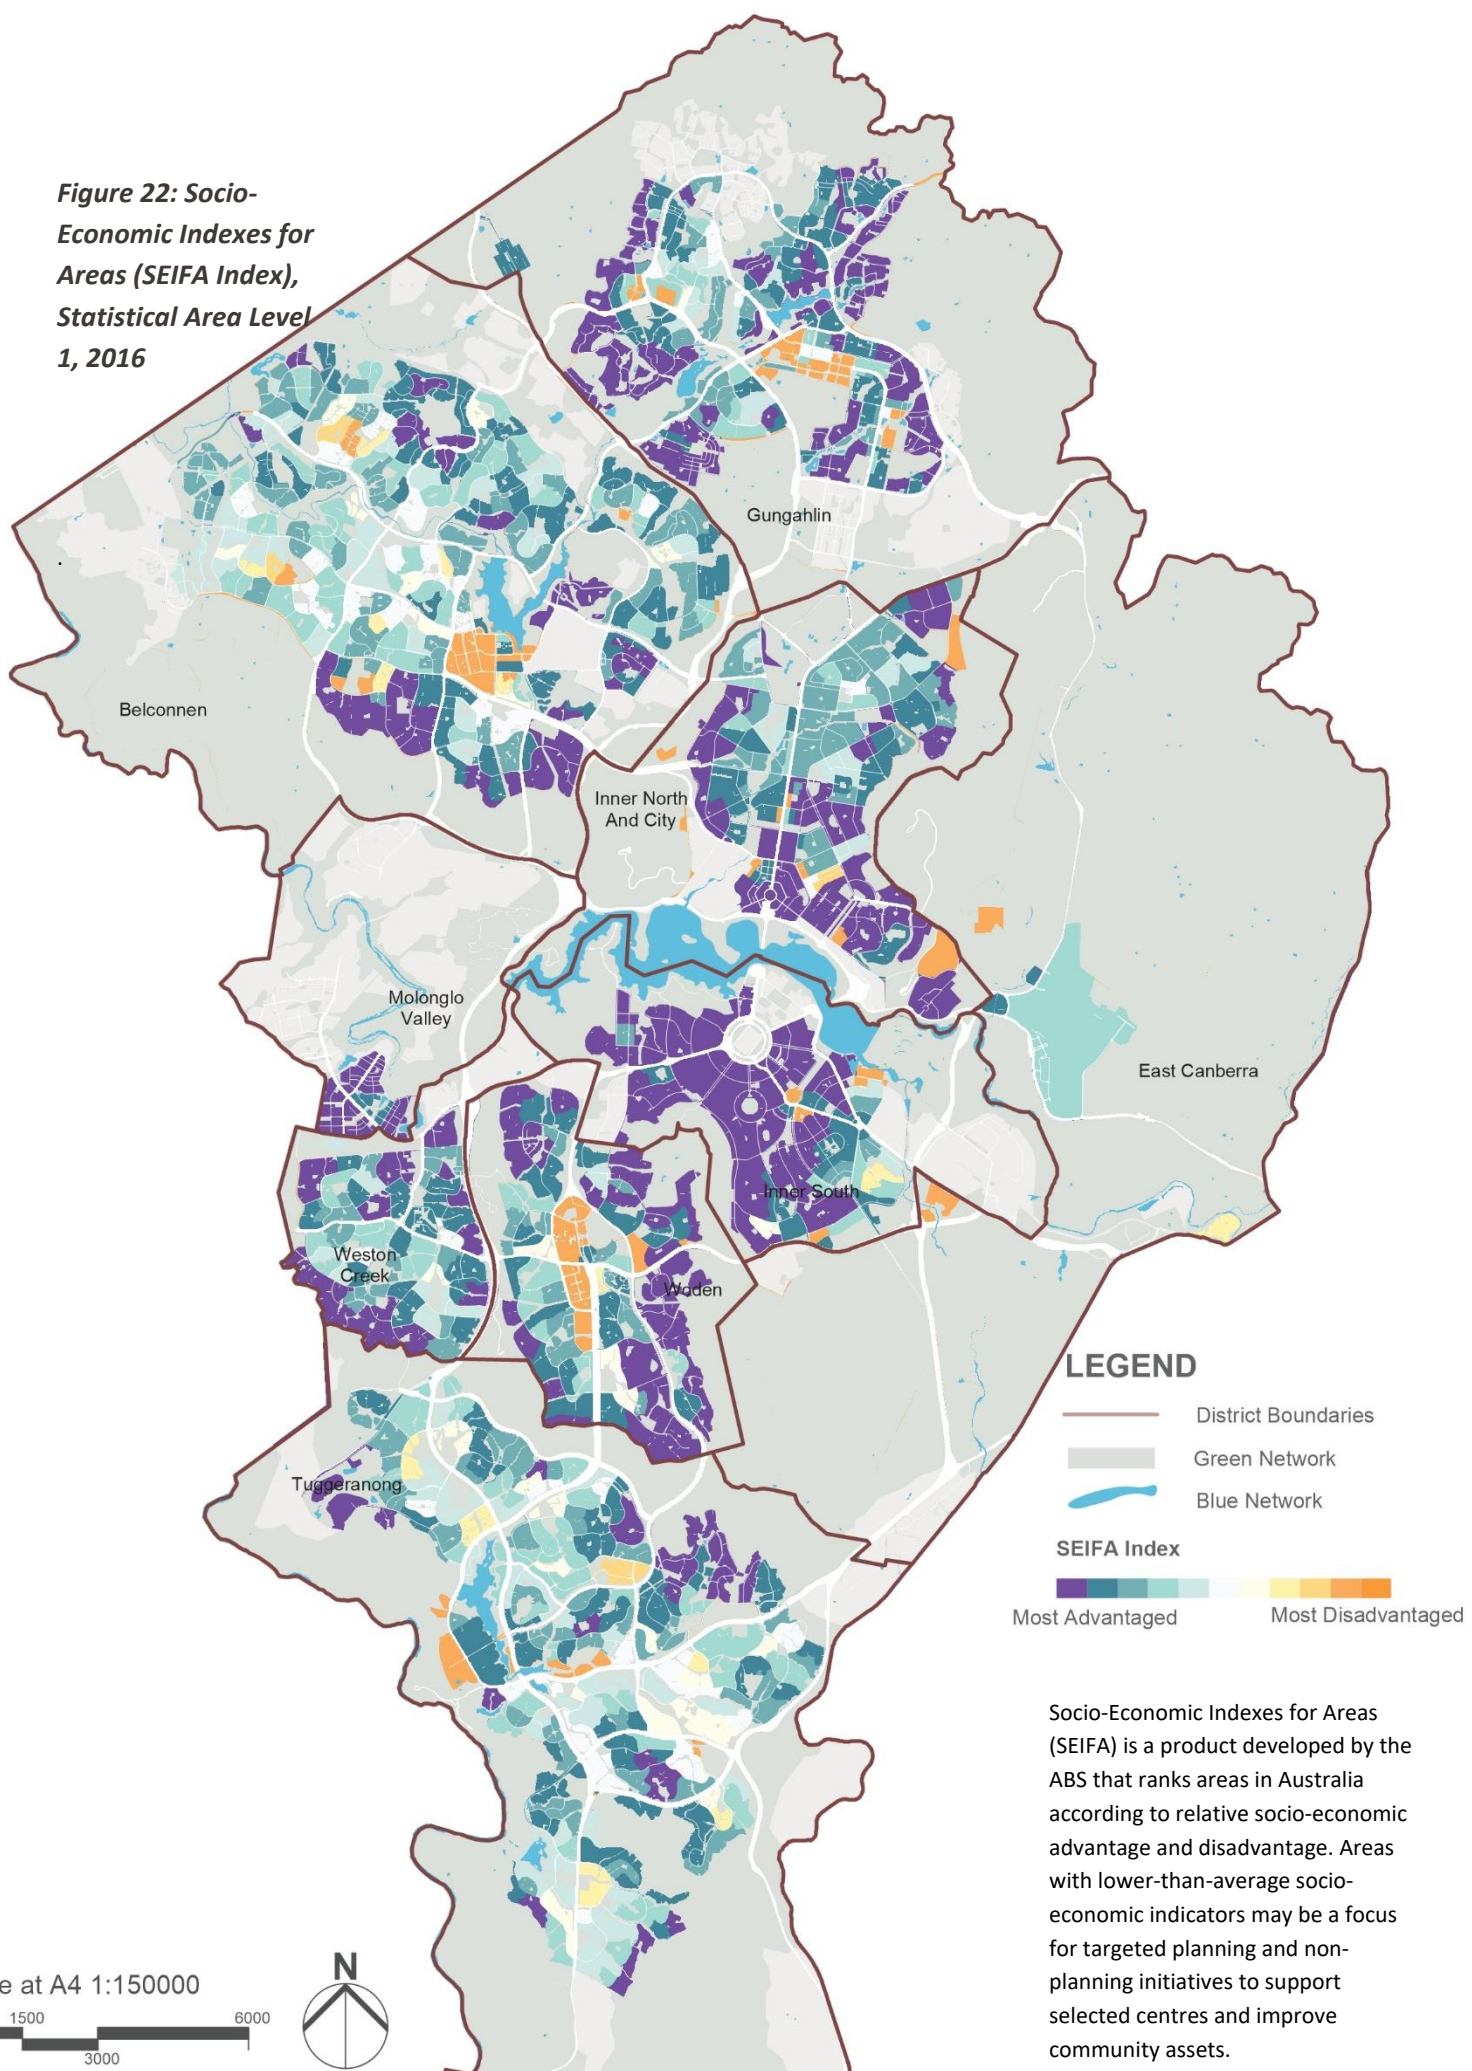 Figure 22: Socio-
Economic Indexes for
Areas (SEIFA Index),
Statistical Area Level
1, 2016
.
Gungahlin
Belconnen
Inner North
And City
Molonglo
Valley
East Canberra
Inner South
Weston
Creek
Woden
Tuggeranong
LEGEND
District Boundaries
Green Network
Blue Network
SEIFA Index
Most Advantaged
Most Disadvantaged
Socio-Economic Indexes for Areas
(SEIFA) is a product developed by the
ABS that ranks areas in Australia
according to relative socio-economic
advantage and disadvantage. Areas
with lower-than-average socio-
economic indicators may be a focus
for targeted planning and non-
planning initiatives to support
selected centres and improve
community assets.
e at A4 1:150000
1500 6000
3000
N